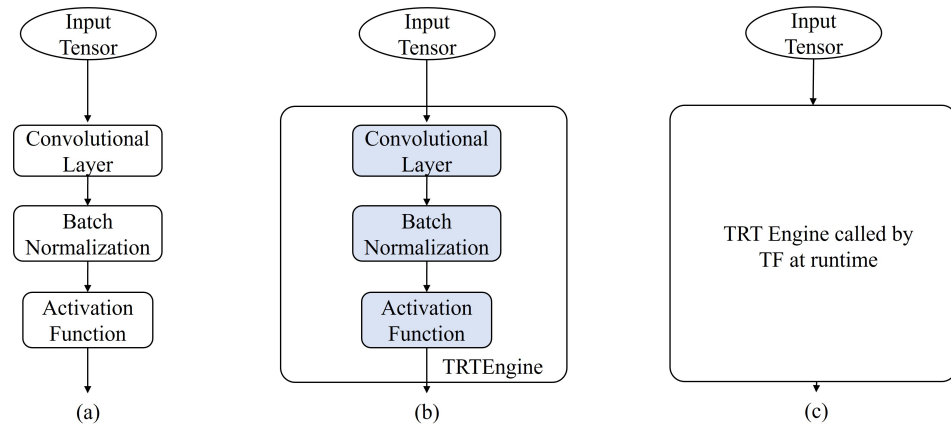 Input
Tensor
Convolutional
Layer
Batch
Normalization
Activation
Function
(a)
Input
Tensor
Convolutional
Layer
Batch
Normalization
Activation
Function
TRTEngine
(b)
Input
Tensor
TRT Engine called by
TF at runtime
(c)